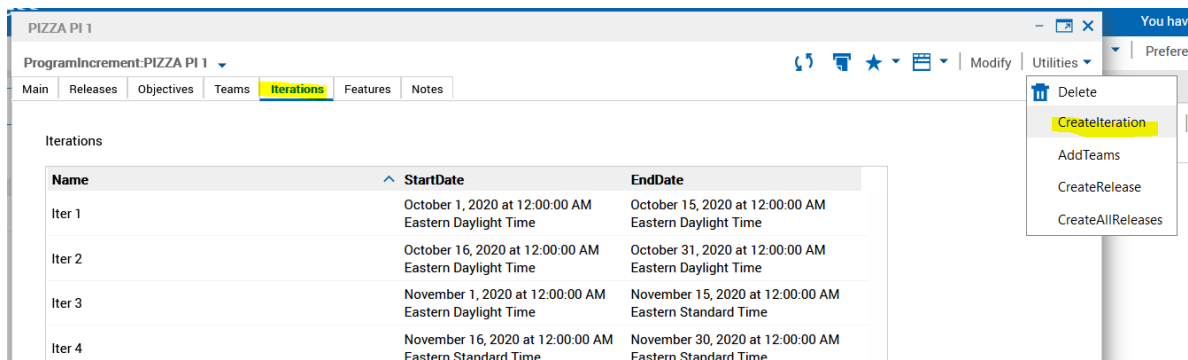 PIZZA PI 1
You hav
ProgramIncrement:PIZZA PI 1
Modify
Utilities
Prefere
Main Releases Objectives Teams Iterations Features Notes
Delete
CreateIteration
AddTeams
CreateRelease
CreateAllReleases
Iterations
Name StartDate EndDate
Iter 1 October 1, 2020 at 12:00:00 AM October 15, 2020 at 12:00:00 AM
Eastern Daylight Time Eastern Daylight Time
Iter 2 October 16, 2020 at 12:00:00 AM October 31, 2020 at 12:00:00 AM
Eastern Daylight Time Eastern Daylight Time
Iter 3 November 1, 2020 at 12:00:00 AM November 15, 2020 at 12:00:00 AM
Eastern Daylight Time Eastern Standard Time
Iter 4 November 16, 2020 at 12:00:00 AM November 30, 2020 at 12:00:00 AM
Eastern Standard Time Eastern Standard Time